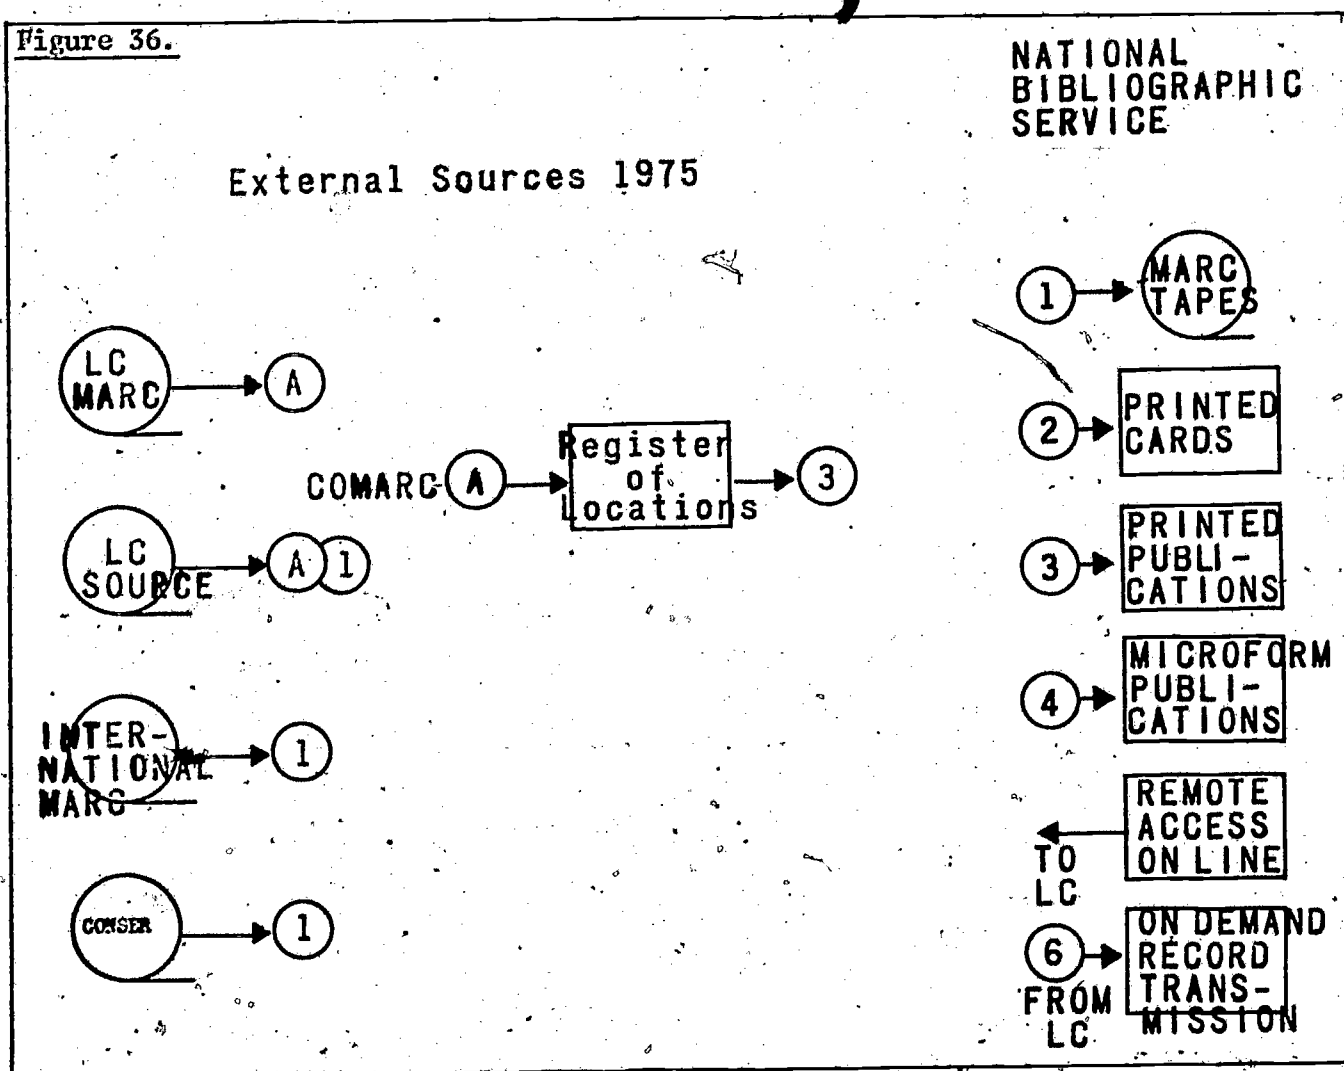 Figure 36.
NATIONAL
BIBLIOGRAPHIC
SERVICE
External Sources 1975
LC
MARC
A
COMARC
A
Register
of
Locations
3
LC
SOURCE
A
1
INTER-
NATIONAL
MARC
1
CONSER
1
1
MARC
TAPES
2
PRINTED
CARDS
3
PRINTED
PUBLI-
CATIONS
4
MICROFORM
PUBLI-
CATIONS
REMOTE
ACCESS
ON LINE
TO
LC
6
FROM
LC
ON DEMAND
RECORD
TRANS-
MISSION